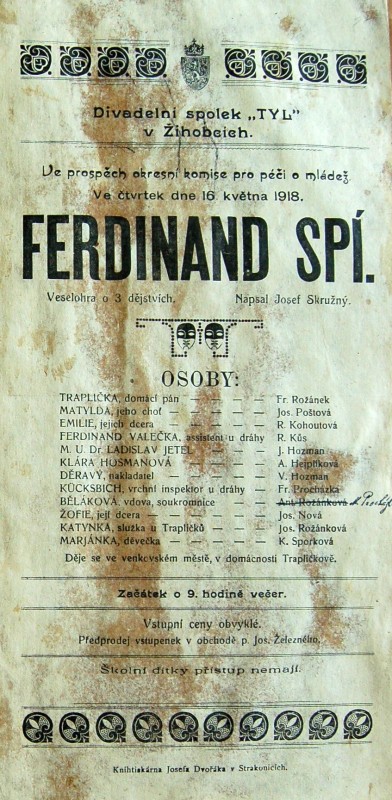 Divadelní spolek „TYL"
v Žihobcích.
Ve prospěch okresní komise pro péči o mládež
Ve čtvrtek dne 16 května 1918.
FERDINAND SPÍ.
Veselohra o 3 dějstvích. Napsal Josef Skružný.
OSOBY:
TRAPLIČKA, domácí pán — — — — Fr. Rožánek
MATYLDA, jeho choť — — — — Jos. Poštová
EMILIE, jejich dcera — — — — R. Kohoutová
FERDINAND VALEČKA, assistent u dráhy — R. Kůs
M. U. Dr. LADISLAV JETEL — — — J. Hozman
KLÁRA HUSMANOVÁ — — — — A. Hejplíková
DĚRAVÝ, nakladatel — — — — V. Hozman
KÜCKSBICH, vrchní inspektor u dráhy — — Fr. Procházka
BĚLÁKOVÁ, vdova, soukromnice — — Ant. Rožánková
ŽOFIE, její dcera — — — — Jos. Nová
KATYNKA, služka u Trapličků — — — Jos. Rožánková
MARJÁNKA, děvečka — — — — K. Sporková
Děje se ve venkovském městě, v domácnosti Trapličkově.
Začátek o 9. hodině večer.
Vstupní ceny obvyklé.
Předprodej vstupenek v obchodě p. Jos. Železného.
Školní dítky přístup nemají.
Knihtiskárna Josefa Dvořáka v Strakonicích.